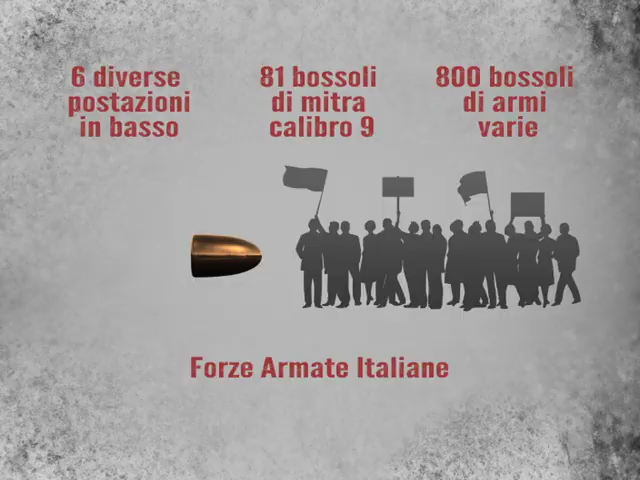 6 diverse
postazioni
in basso
81 bossoli
di mitra
calibro 9
800 bossoli
di armi
varie
Forze Armate Italiane